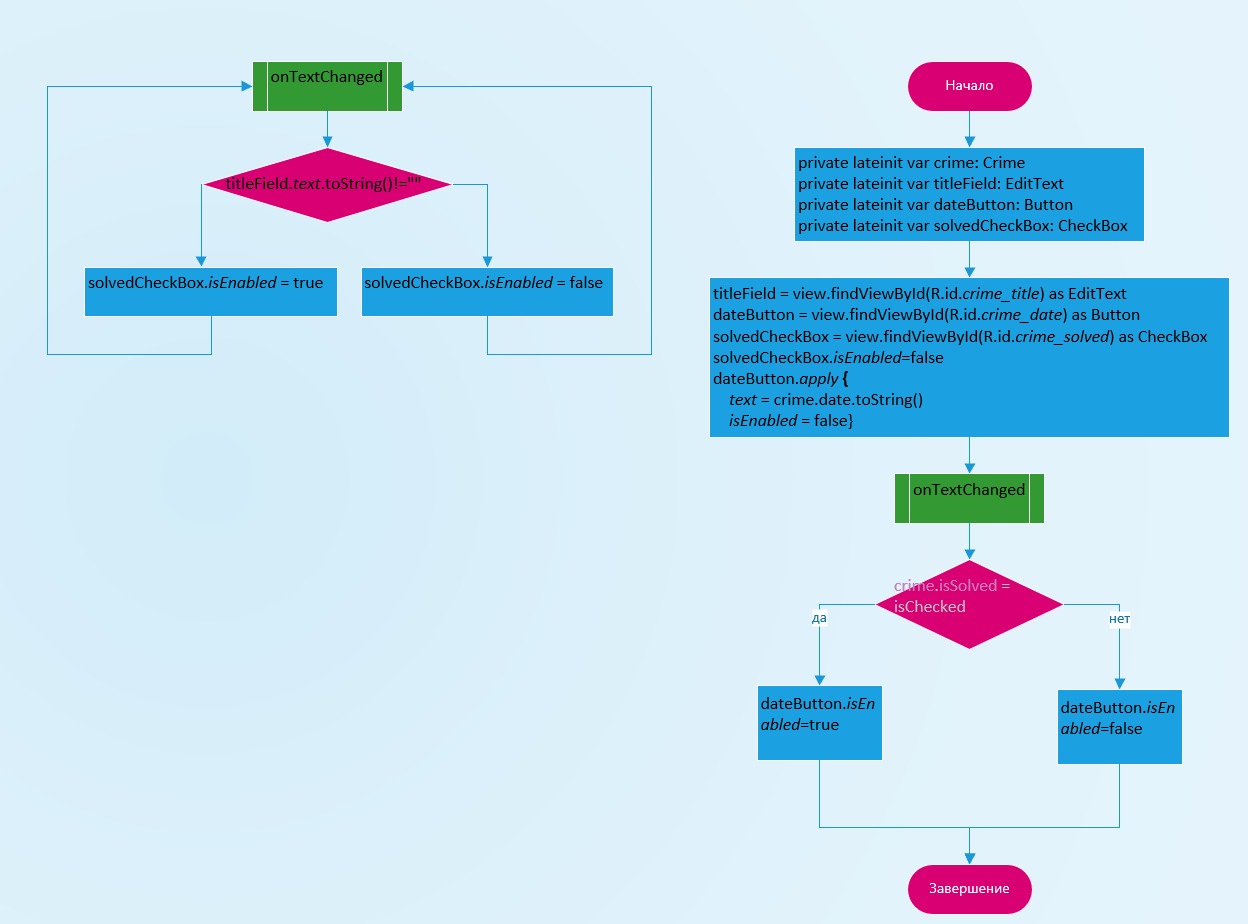 onTextChanged
titleField.text.toString()!=""
solvedCheckBox.isEnabled = true
solvedCheckBox.isEnabled = false
Начало
private lateinit var crime: Crime
private lateinit var titleField: EditText
private lateinit var dateButton: Button
private lateinit var solvedCheckBox: CheckBox
titleField = view.findViewById(R.id.crime_title) as EditText
dateButton = view.findViewById(R.id.crime_date) as Button
solvedCheckBox = view.findViewById(R.id.crime_solved) as CheckBox
solvedCheckBox.isEnabled=false
dateButton.apply {
text = crime.date.toString()
isEnabled = false}
onTextChanged
crime.isSolved =
isChecked
да
нет
dateButton.isEn
abled=true
dateButton.isEn
abled=false
Завершение